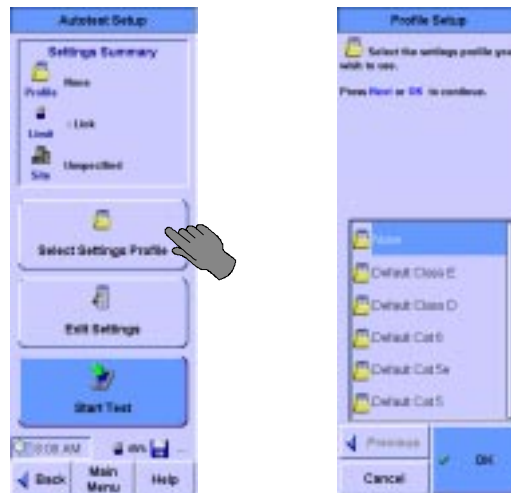 Autotest Setup
Settings Summary
Profile
None
Limit
: Link
Site
Unspecified
Select Settings Profile
Edit Settings
Start Test
AM
Back
Main
Menu
Help
Profile Setup
Select the settings profile you
wish to use.
Press Next or OK to continue.
None
Default Class E
Default Class D
Default Cat 6
Default Cat 5e
Default Cat 5
Previous
OK
Cancel